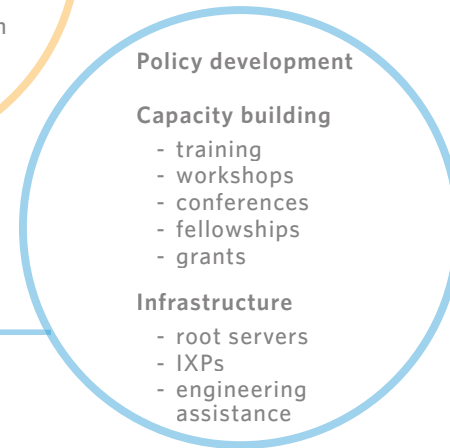 n
Policy development
Capacity building
- training
- workshops
- conferences
- fellowships
- grants
Infrastructure
- root servers
- IXPs
- engineering
assistance